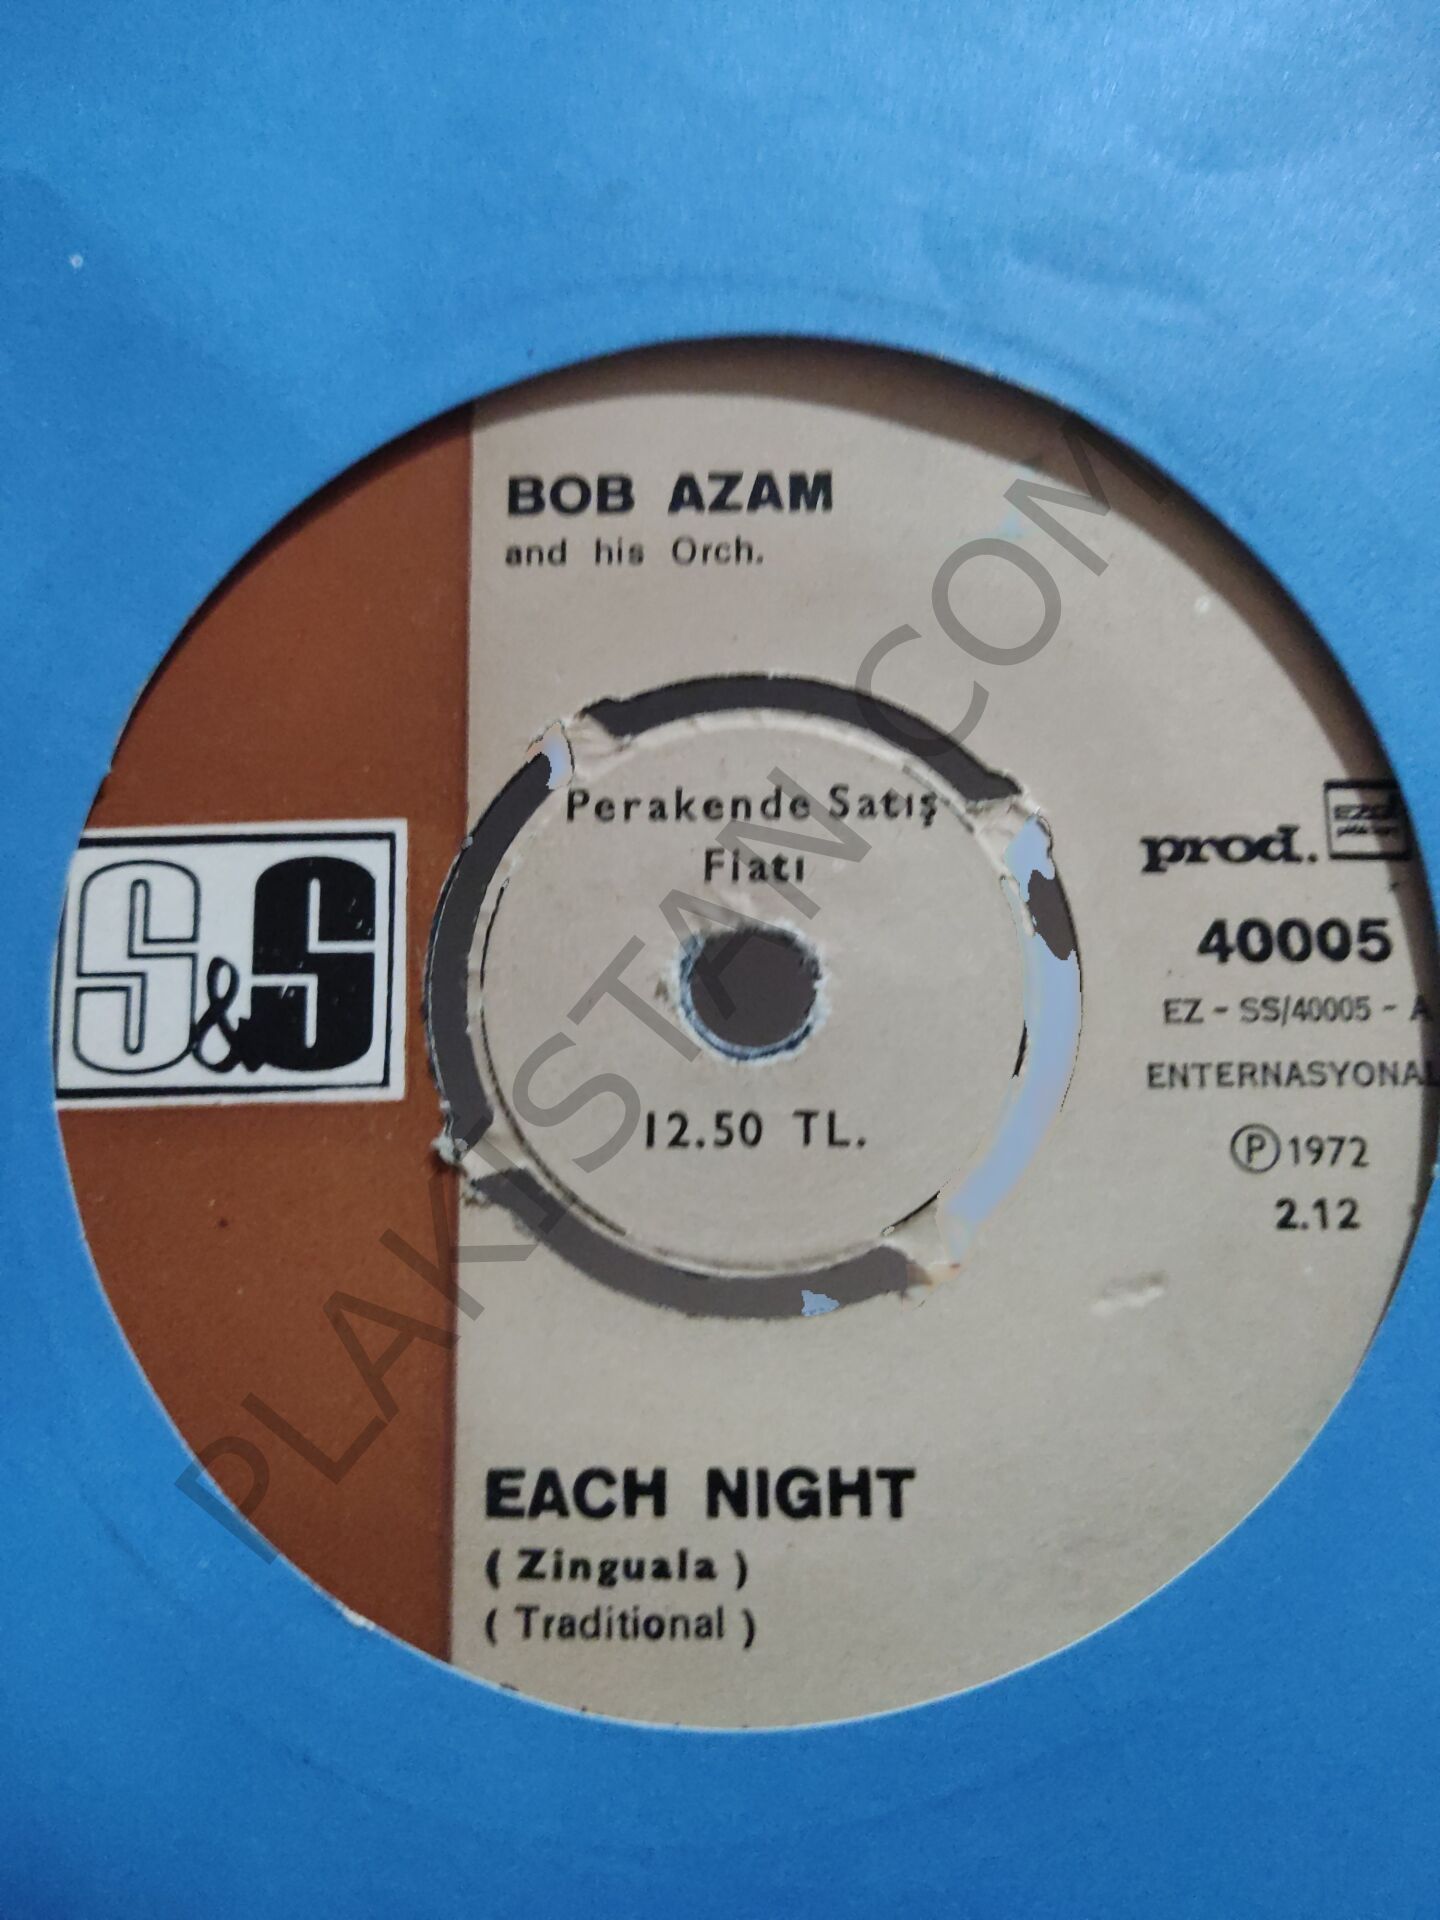 BOB AZAM
and his Orch.
Perakende Satış
Fiatı
S&S
prod.
40005
EZ - SS/40005 - A
ENTERNASYONAL
Ⓟ 1972
12.50 TL.
2.12
EACH NIGHT
( Zinguala )
( Traditional )
PLAKISTAN.COM